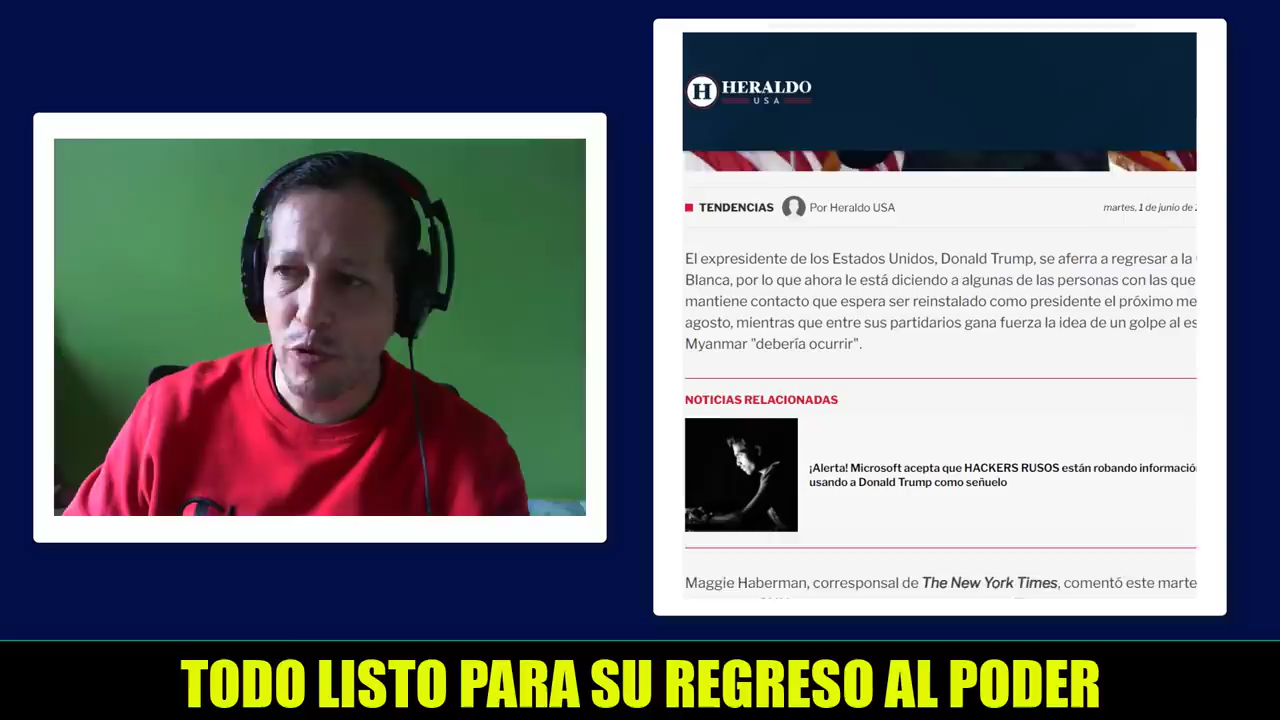 H HERALDO
USA
TENDENCIAS Por Heraldo USA martes, 1 de junio de
El expresidente de los Estados Unidos, Donald Trump, se aferra a regresar a la
Blanca, por lo que ahora le está diciendo a algunas de las personas con las que
mantiene contacto que espera ser reinstalado como presidente el próximo me
agosto, mientras que entre sus partidarios gana fuerza la idea de un golpe al es
Myanmar "debería ocurrir".
NOTICIAS RELACIONADAS
¡Alerta! Microsoft acepta que HACKERS RUSOS están robando informació
usando a Donald Trump como señuelo
Maggie Haberman, corresponsal de The New York Times, comentó este marte
TODO LISTO PARA SU REGRESO AL PODER